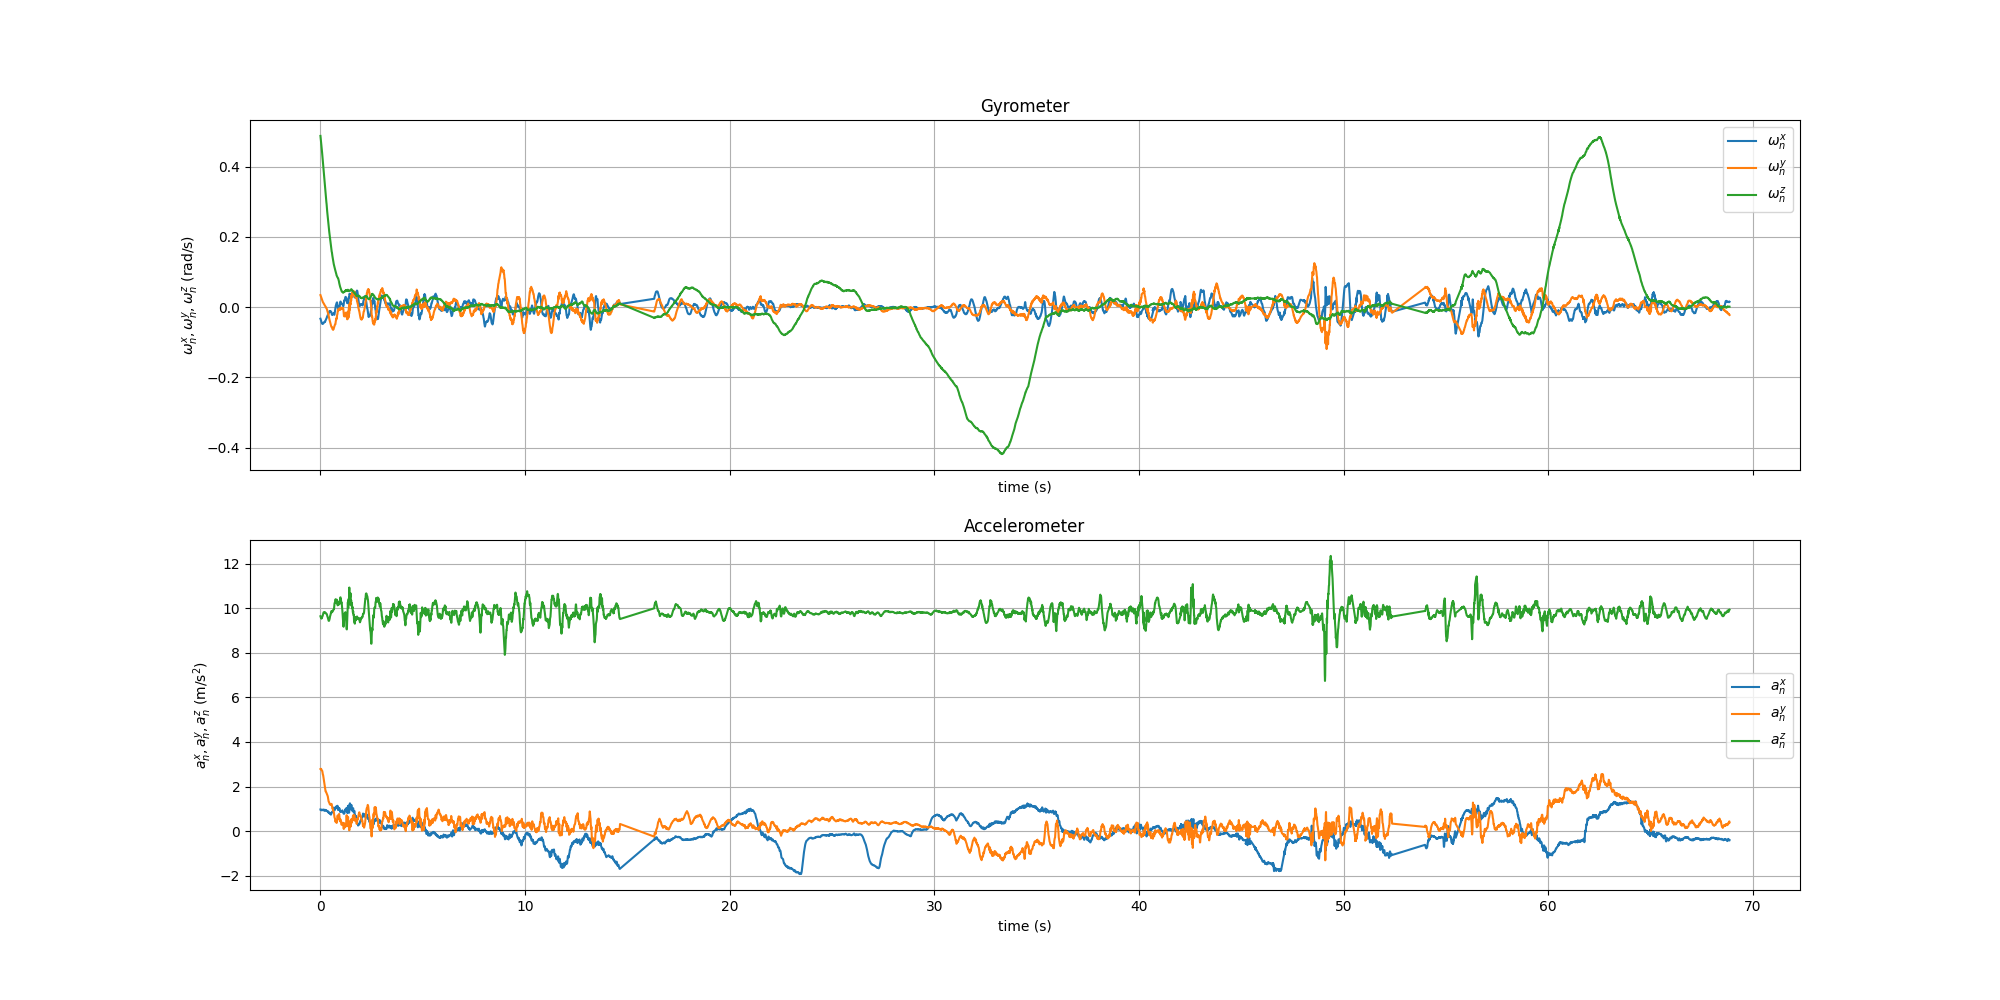 Gyrometer
0.4
0.2
0.0
−0.2
−0.4
ω_n^x, ω_n^y, ω_n^z (rad/s)
ω_n^x
ω_n^y
ω_n^z
time (s)
Accelerometer
12
10
8
6
4
2
0
−2
a_n^x, a_n^y, a_n^z (m/s²)
a_n^x
a_n^y
a_n^z
0 10 20 30 40 50 60 70
time (s)